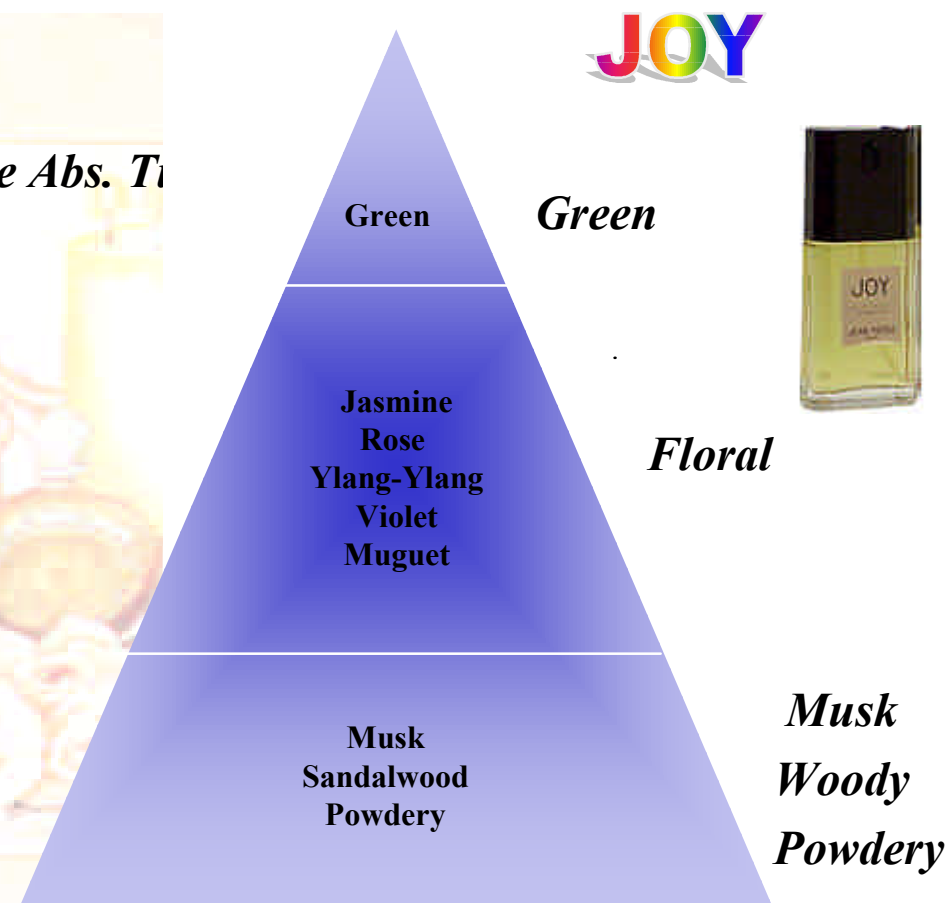 JOY
e Abs. T
Green
Green
JOY
Jasmine
Rose
Ylang-Ylang
Violet
Muguet
Floral
Musk
Sandalwood
Powdery
Musk
Woody
Powdery